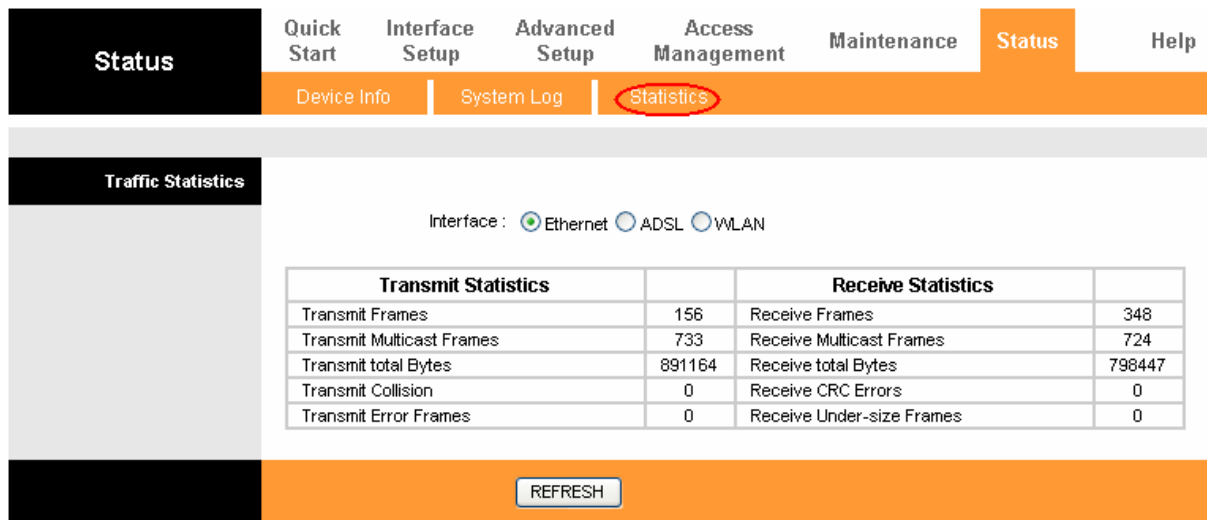 Status
Quick Start
Interface Setup
Advanced Setup
Access Management
Maintenance
Status
Help
Device Info
System Log
Statistics
Traffic Statistics
Interface : Ethernet ADSL WLAN
Transmit Statistics Receive Statistics
Transmit Frames 156 Receive Frames 348
Transmit Multicast Frames 733 Receive Multicast Frames 724
Transmit total Bytes 891164 Receive total Bytes 798447
Transmit Collision 0 Receive CRC Errors 0
Transmit Error Frames 0 Receive Under-size Frames 0
REFRESH